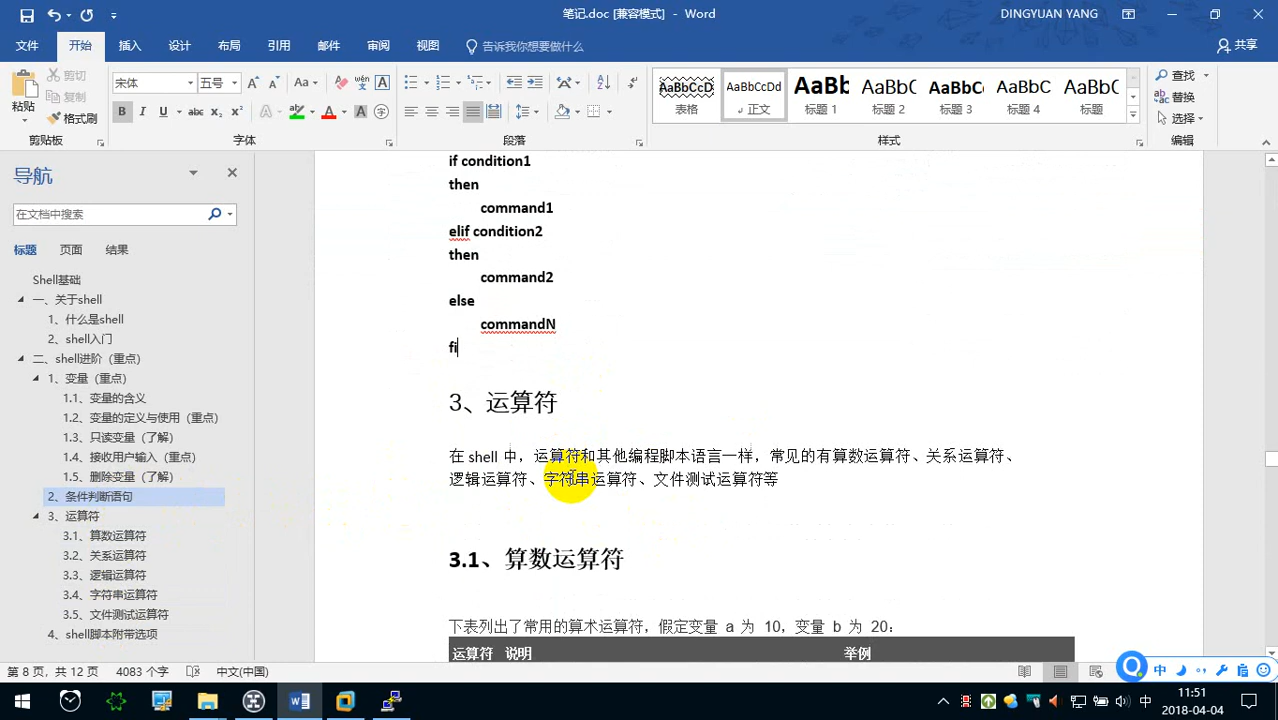 笔记.doc [兼容模式] - Word
DINGYUAN YANG
文件 开始 插入 设计 布局 引用 邮件 审阅 视图 告诉我你想要做什么 共享
粘贴 剪切 复制 格式刷
宋体 五号
AaBbCcD AaBbCcDd AaBb AaBbC AaBbCc AaBbC AaBbC
表格 正文 标题 1 标题 2 标题 3 标题 4 标题
查找 替换 选择
剪贴板 字体 段落 样式 编辑
导航
在文档中搜索
标题 页面 结果
Shell基础
一、关于shell
1、什么是shell
2、shell入门
二、shell进阶（重点）
1、变量（重点）
1.1、变量的含义
1.2、变量的定义与使用（重点）
1.3、只读变量（了解）
1.4、接收用户输入（重点）
1.5、删除变量（了解）
2、条件判断语句
3、运算符
3.1、算数运算符
3.2、关系运算符
3.3、逻辑运算符
3.4、字符串运算符
3.5、文件测试运算符
4、shell脚本附带选项
if condition1
then
command1
elif condition2
then
command2
else
commandN
fi
3、运算符
在 shell 中，运算符和其他编程脚本语言一样，常见的有算数运算符、关系运算符、
逻辑运算符、字符串运算符、文件测试运算符等
3.1、算数运算符
下表列出了常用的算术运算符，假定变量 a 为 10，变量 b 为 20：
运算符 说明 举例
第 8 页，共 12 页 4083 个字 中文(中国)
中
中 11:51
2018-04-04